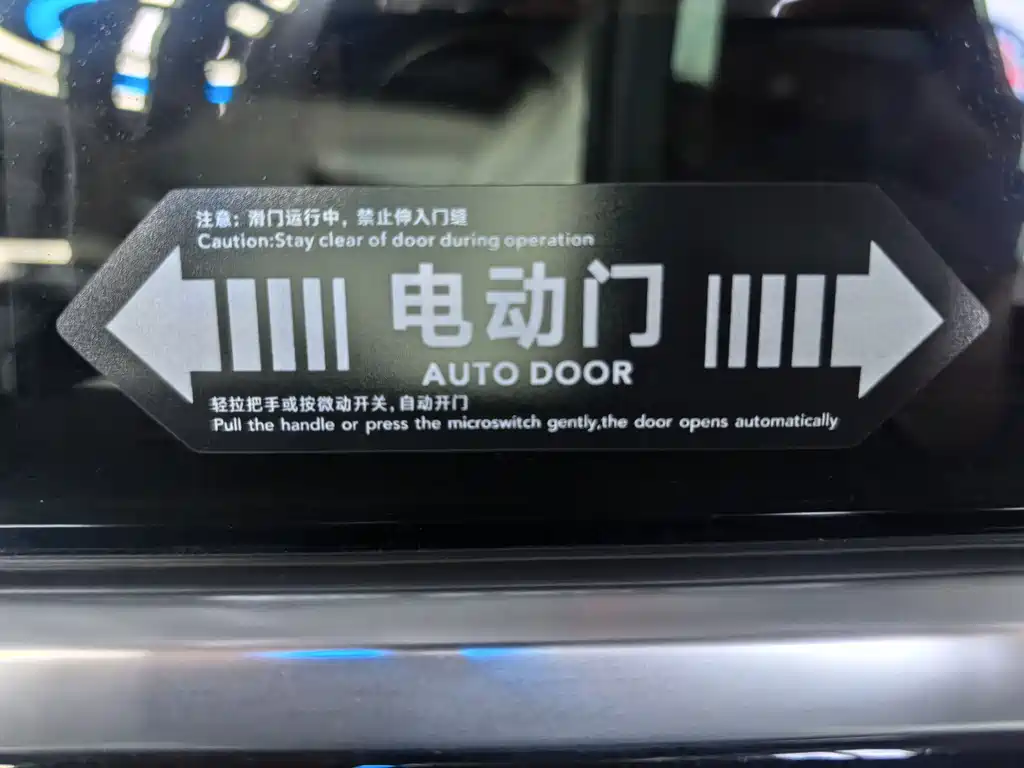 注意：滑门运行中，禁止伸入门缝
Caution:Stay clear of door during operation
电动门
AUTO DOOR
轻拉把手或按微动开关，自动开门
Pull the handle or press the microswitch gently,the door opens automatically